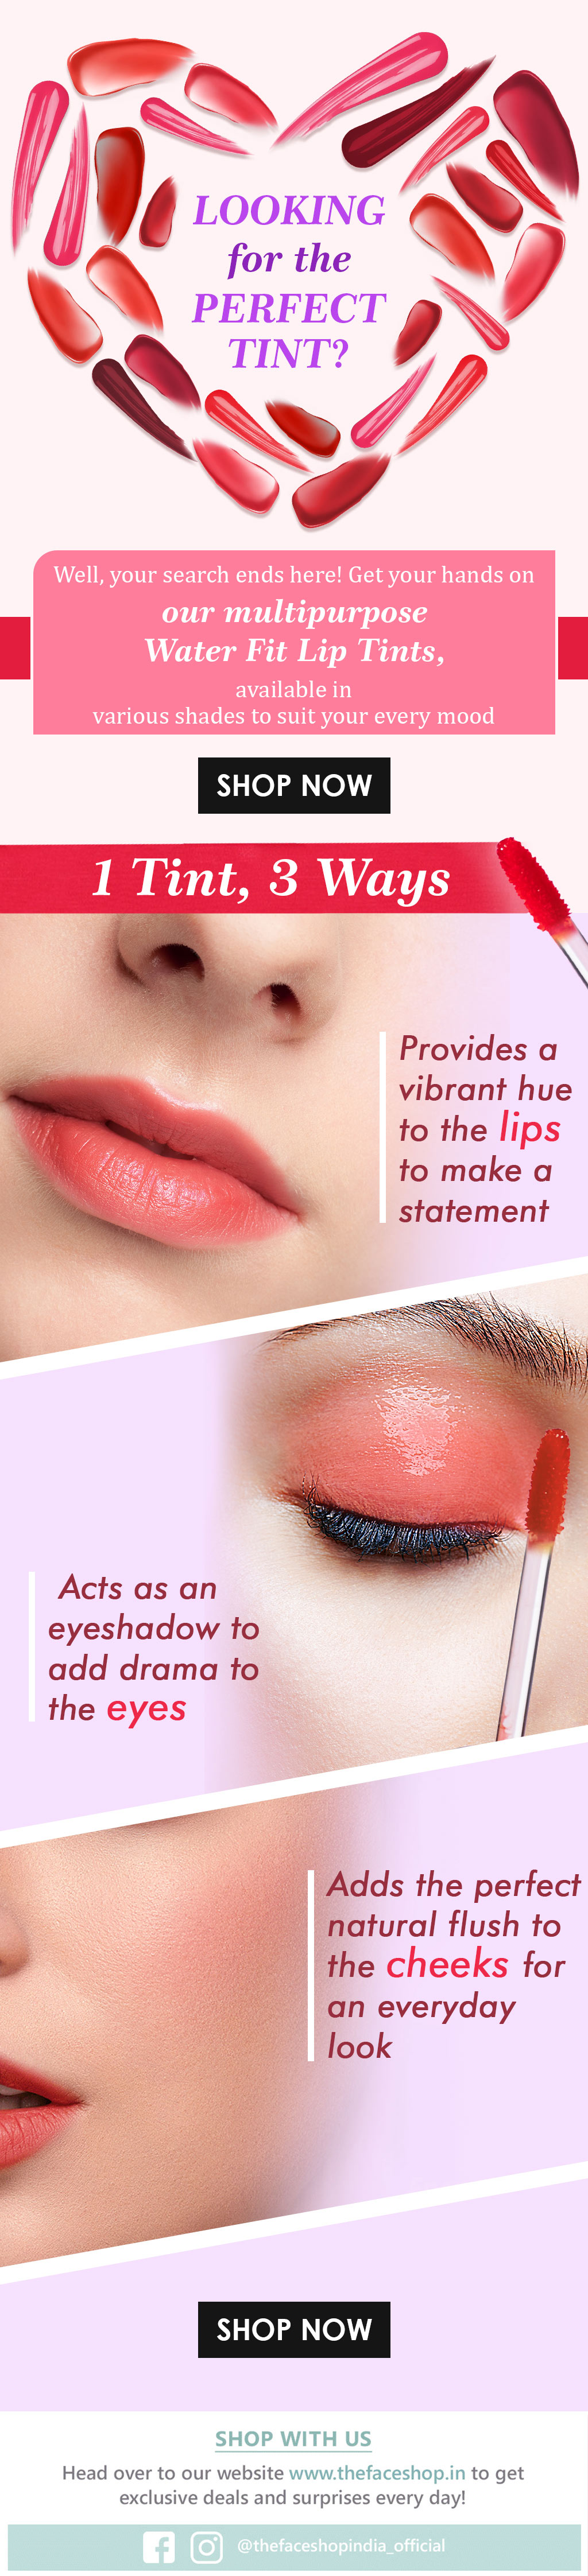 LOOKING
for the
PERFECT
TINT?
Well, your search ends here! Get your hands on
our multipurpose
Water Fit Lip Tints,
available in
various shades to suit your every mood
SHOP NOW
1 Tint, 3 Ways
Provides a
vibrant hue
to the lips
to make a
statement
Acts as an
eyeshadow to
add drama to
the eyes
Adds the perfect
natural flush to
the cheeks for
an everyday
look
SHOP NOW
SHOP WITH US
Head over to our website www.thefaceshop.in to get
exclusive deals and surprises every day!
@thefaceshopindia_official